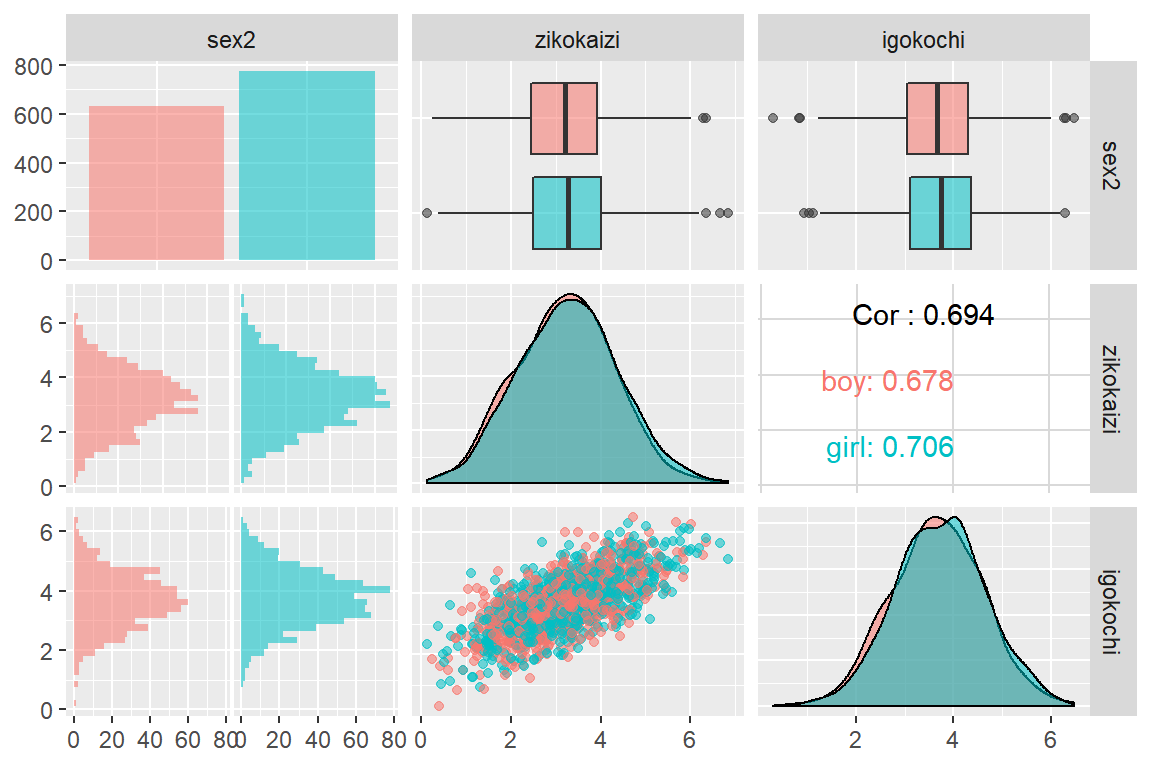 sex2 zikokaizi igokochi
800
600
400
200
0
sex2
6
4
2
0
Cor : 0.694
boy: 0.678
girl: 0.706
zikokaizi
6
4
2
0
igokochi
0 20 40 60 80 0 20 40 60 80 0 2 4 6 2 4 6